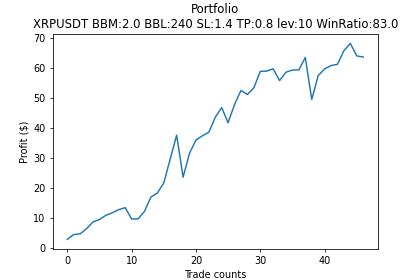 Portfolio
XRPUSDT BBM:2.0 BBL:240 SL:1.4 TP:0.8 lev:10 WinRatio:83.0
70
60
50
40
30
20
10
0
Profit ($)
0 10 20 30 40
Trade counts